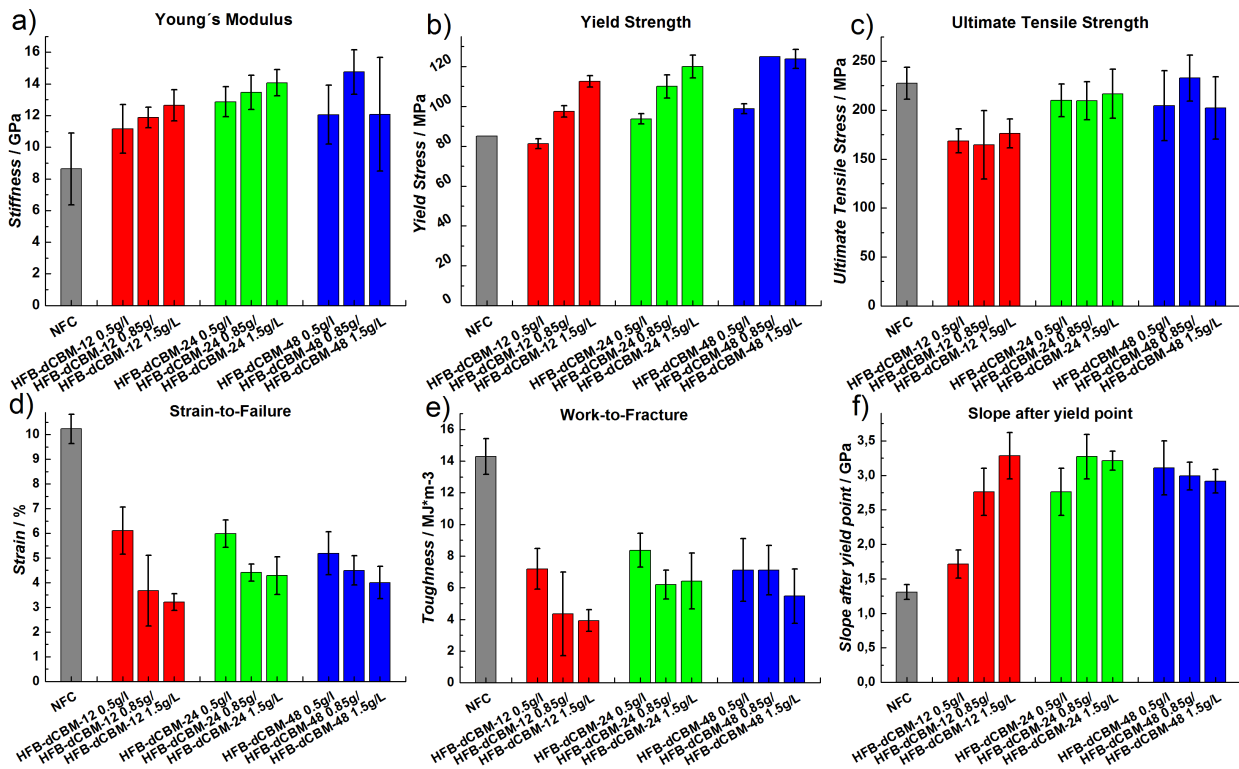 a)
Young´s Modulus
Stiffness / GPa
16
14
12
10
8
6
4
2
0
NFC
HFB-dCBM-12 0.5g/l
HFB-dCBM-12 0.85g/
HFB-dCBM-12 1.5g/L
HFB-dCBM-24 0.5g/l
HFB-dCBM-24 0.85g/
HFB-dCBM-24 1.5g/L
HFB-dCBM-48 0.5g/l
HFB-dCBM-48 0.85g/
HFB-dCBM-48 1.5g/L
b)
Yield Strength
Yield Stress / MPa
120
100
80
60
40
20
0
NFC
HFB-dCBM-12 0.5g/l
HFB-dCBM-12 0.85g/
HFB-dCBM-12 1.5g/L
HFB-dCBM-24 0.5g/l
HFB-dCBM-24 0.85g/
HFB-dCBM-24 1.5g/L
HFB-dCBM-48 0.5g/l
HFB-dCBM-48 0.85g/
HFB-dCBM-48 1.5g/L
c)
Ultimate Tensile Strength
Ultimate Tensile Stress / MPa
250
200
150
100
50
0
NFC
HFB-dCBM-12 0.5g/l
HFB-dCBM-12 0.85g/
HFB-dCBM-12 1.5g/L
HFB-dCBM-24 0.5g/l
HFB-dCBM-24 0.85g/
HFB-dCBM-24 1.5g/L
HFB-dCBM-48 0.5g/l
HFB-dCBM-48 0.85g/
HFB-dCBM-48 1.5g/L
d)
Strain-to-Failure
Strain / %
10
9
8
7
6
5
4
3
2
1
0
NFC
HFB-dCBM-12 0.5g/l
HFB-dCBM-12 0.85g/
HFB-dCBM-12 1.5g/L
HFB-dCBM-24 0.5g/l
HFB-dCBM-24 0.85g/
HFB-dCBM-24 1.5g/L
HFB-dCBM-48 0.5g/l
HFB-dCBM-48 0.85g/
HFB-dCBM-48 1.5g/L
e)
Work-to-Fracture
Toughness / MJ*m-3
16
14
12
10
8
6
4
2
0
NFC
HFB-dCBM-12 0.5g/l
HFB-dCBM-12 0.85g/
HFB-dCBM-12 1.5g/L
HFB-dCBM-24 0.5g/l
HFB-dCBM-24 0.85g/
HFB-dCBM-24 1.5g/L
HFB-dCBM-48 0.5g/l
HFB-dCBM-48 0.85g/
HFB-dCBM-48 1.5g/L
f)
Slope after yield point
Slope after yield point / GPa
3,5
3,0
2,5
2,0
1,5
1,0
0,5
0,0
NFC
HFB-dCBM-12 0.5g/l
HFB-dCBM-12 0.85g/
HFB-dCBM-12 1.5g/L
HFB-dCBM-24 0.5g/l
HFB-dCBM-24 0.85g/
HFB-dCBM-24 1.5g/L
HFB-dCBM-48 0.5g/l
HFB-dCBM-48 0.85g/
HFB-dCBM-48 1.5g/L